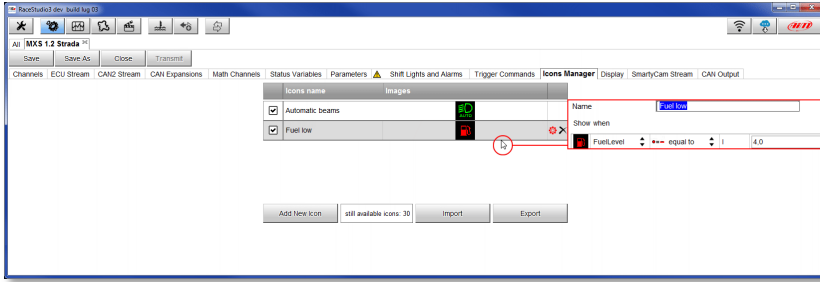 RaceStudio3 dev build lug 03
AiM
All MXS 1.2 Strada
Save Save As Close Transmit
Channels ECU Stream CAN2 Stream CAN Expansions Math Channels Status Variables Parameters Shift Lights and Alarms Trigger Commands Icons Manager Display SmartyCam Stream CAN Output
Icons name Images
Automatic beams AUTO
Fuel low
Name Fuel low
Show when
FuelLevel equal to l 4.0
Add New Icon still available icons: 30 Import Export